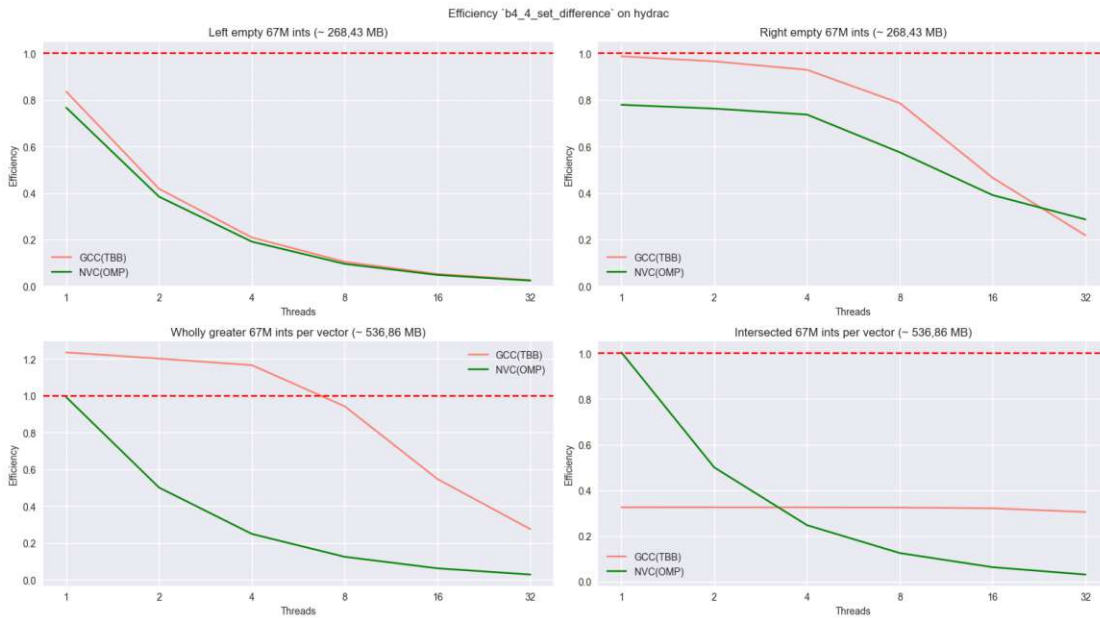 Efficiency `b4_4_set_difference` on hydrac
Left empty 67M ints (~ 268,43 MB)
1.0
0.8
0.6
0.4
0.2
0.0
Efficiency
GCC(TBB)
NVC(OMP)
1 2 4 8 16 32
Threads
Right empty 67M ints (~ 268,43 MB)
1.0
0.8
0.6
0.4
0.2
0.0
Efficiency
GCC(TBB)
NVC(OMP)
1 2 4 8 16 32
Threads
Wholly greater 67M ints per vector (~ 536,86 MB)
1.2
1.0
0.8
0.6
0.4
0.2
0.0
Efficiency
GCC(TBB)
NVC(OMP)
1 2 4 8 16 32
Threads
Intersected 67M ints per vector (~ 536,86 MB)
1.0
0.8
0.6
0.4
0.2
0.0
Efficiency
GCC(TBB)
NVC(OMP)
1 2 4 8 16 32
Threads